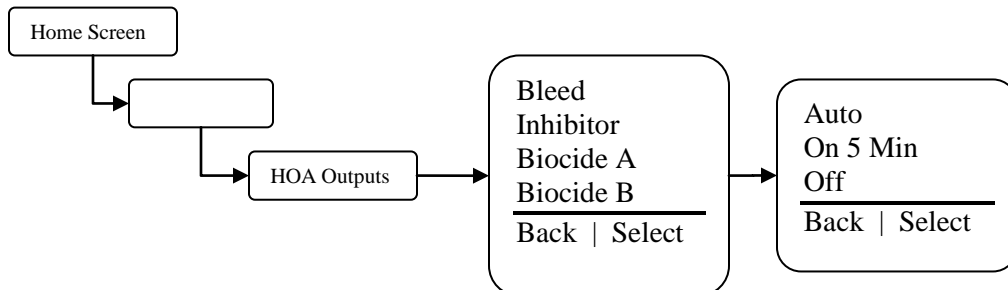 Home Screen
HOA Outputs
Bleed
Inhibitor
Biocide A
Biocide B
Back | Select
Auto
On 5 Min
Off
Back | Select